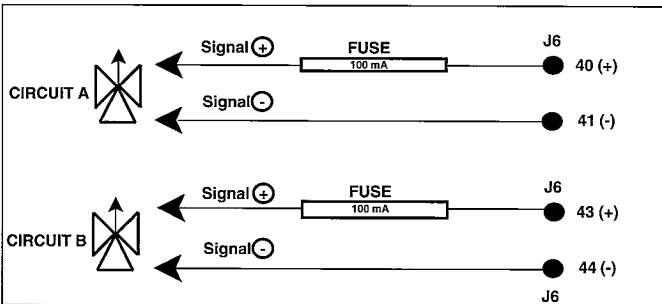 J6
Signal + FUSE
100 mA
40 (+)
CIRCUIT A
Signal -
41 (-)
J6
Signal + FUSE
100 mA
43 (+)
CIRCUIT B
Signal -
44 (-)
J6